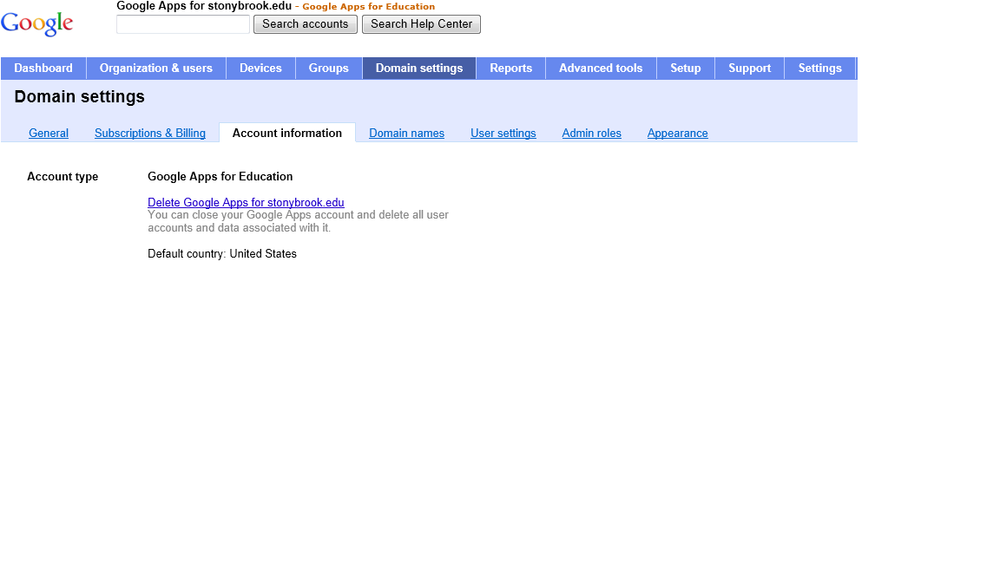 Google
Google Apps for stonybrook.edu - Google Apps for Education
Search accounts Search Help Center
Dashboard Organization & users Devices Groups Domain settings Reports Advanced tools Setup Support Settings
Domain settings
General Subscriptions & Billing Account information Domain names User settings Admin roles Appearance
Account type Google Apps for Education
Delete Google Apps for stonybrook.edu
You can close your Google Apps account and delete all user
accounts and data associated with it.
Default country: United States